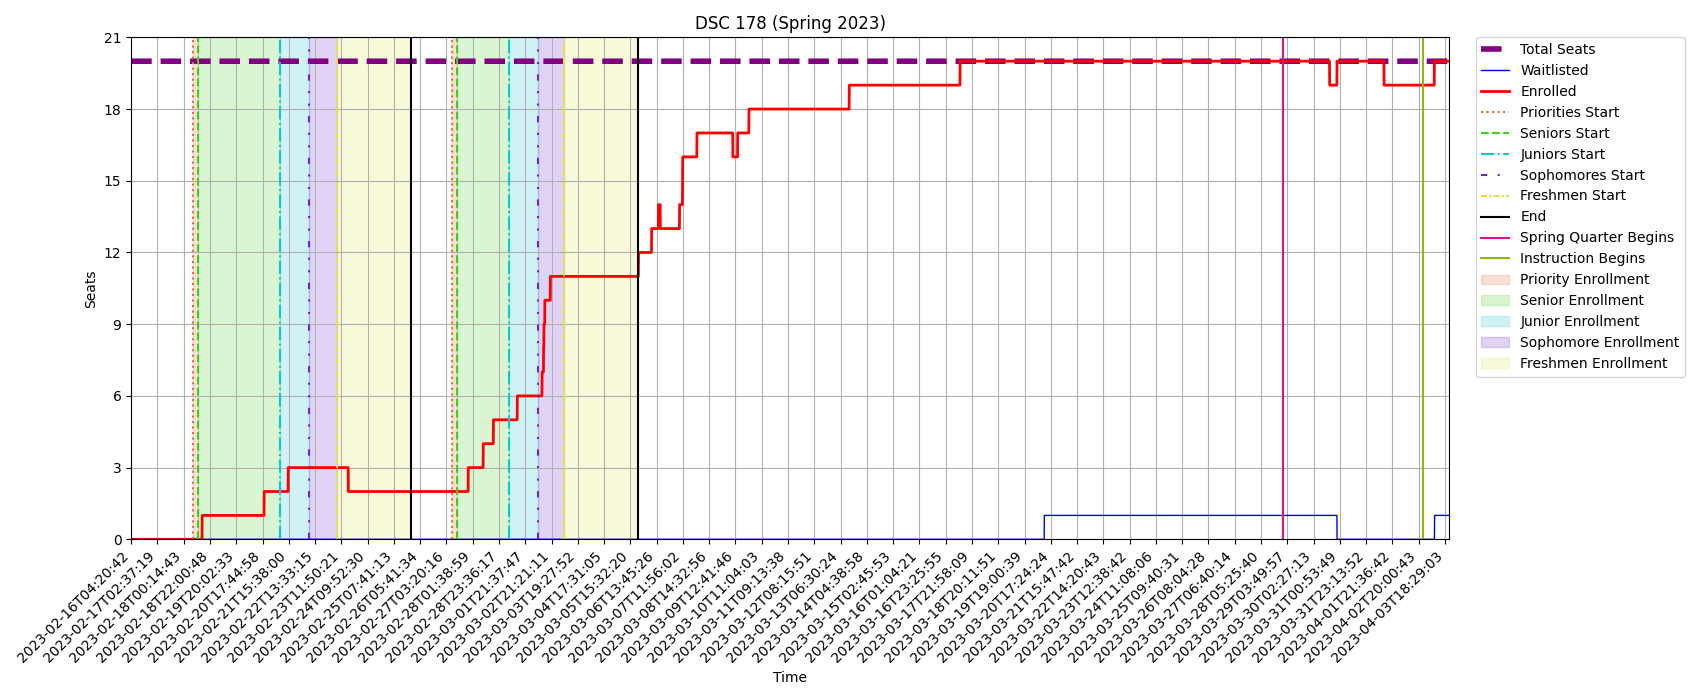 DSC 178 (Spring 2023)
21
18
15
12
9
6
3
0
Seats
2023-02-16T04:20:42
2023-02-17T02:37:19
2023-02-18T00:14:43
2023-02-18T22:00:48
2023-02-19T20:02:33
2023-02-20T17:44:58
2023-02-21T15:38:00
2023-02-22T13:33:15
2023-02-23T11:50:21
2023-02-24T09:52:30
2023-02-25T07:41:13
2023-02-26T05:41:34
2023-02-27T03:20:16
2023-02-28T01:38:59
2023-02-28T23:36:17
2023-03-01T21:37:47
2023-03-02T21:21:11
2023-03-03T19:27:52
2023-03-04T17:31:05
2023-03-05T15:32:20
2023-03-06T13:45:26
2023-03-07T11:56:02
2023-03-08T14:32:56
2023-03-09T12:41:46
2023-03-10T11:04:03
2023-03-11T09:13:38
2023-03-12T08:15:51
2023-03-13T06:30:24
2023-03-14T04:38:58
2023-03-15T02:45:53
2023-03-16T01:04:21
2023-03-16T23:25:55
2023-03-17T21:58:09
2023-03-18T20:11:51
2023-03-19T19:00:39
2023-03-20T17:24:24
2023-03-21T15:47:42
2023-03-22T14:20:43
2023-03-23T12:38:42
2023-03-24T11:08:06
2023-03-25T09:40:31
2023-03-26T08:04:28
2023-03-27T06:40:14
2023-03-28T05:25:40
2023-03-29T03:49:57
2023-03-30T02:27:13
2023-03-31T00:53:49
2023-03-31T23:13:52
2023-04-01T21:36:42
2023-04-02T20:00:43
2023-04-03T18:29:03
Time
Total Seats
Waitlisted
Enrolled
Priorities Start
Seniors Start
Juniors Start
Sophomores Start
Freshmen Start
End
Spring Quarter Begins
Instruction Begins
Priority Enrollment
Senior Enrollment
Junior Enrollment
Sophomore Enrollment
Freshmen Enrollment